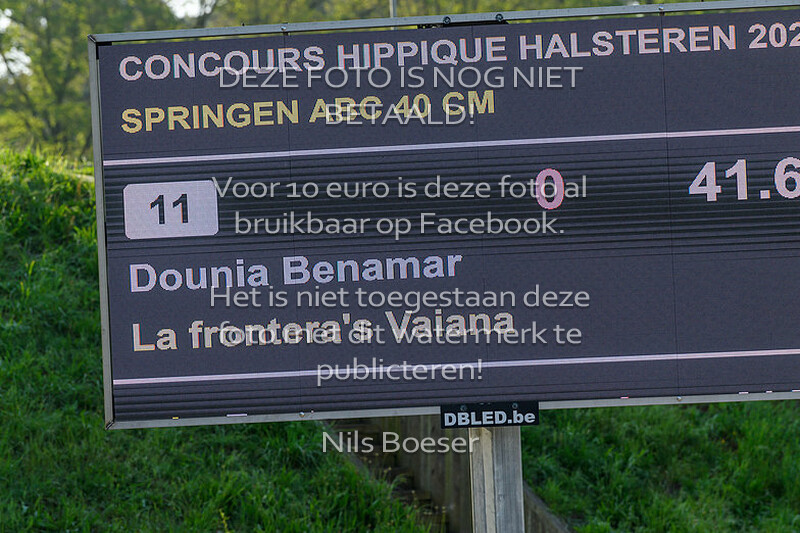 CONCOURS HIPPIQUE HALSTEREN 202
DEZE FOTO IS NOG NIET
SPRINGEN ABC 40 CM
BETAALD!
11 0 41.6
Voor 10 euro is deze foto al
bruikbaar op Facebook.
Dounia Benamar
Het is niet toegestaan deze
La frontera's Vaiana
foto met dit watermerk te
publiceren!
DBLED.be
Nils Boeser